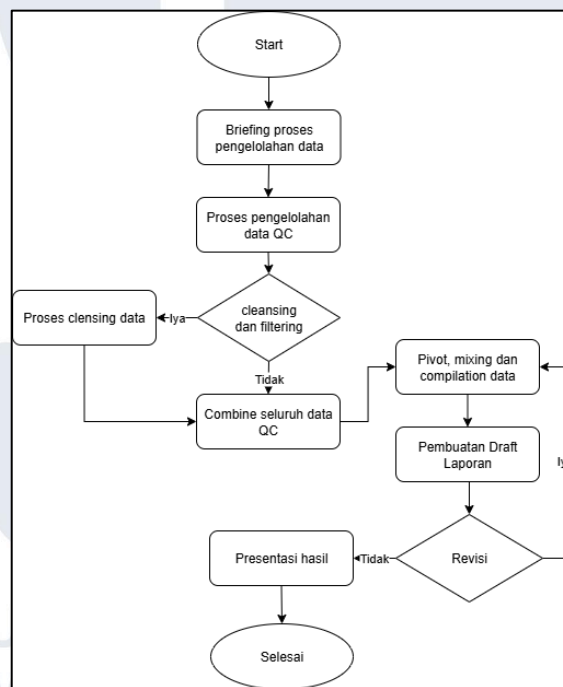 Start
Briefing proses
pengelolahan data
Proses pengelolahan
data QC
cleansing
dan filtering
Iya
Proses clensing data
Tidak
Combine seluruh data
QC
Pivot, mixing dan
compilation data
Pembuatan Draft
Laporan
Revisi
Tidak
Presentasi hasil
Selesai